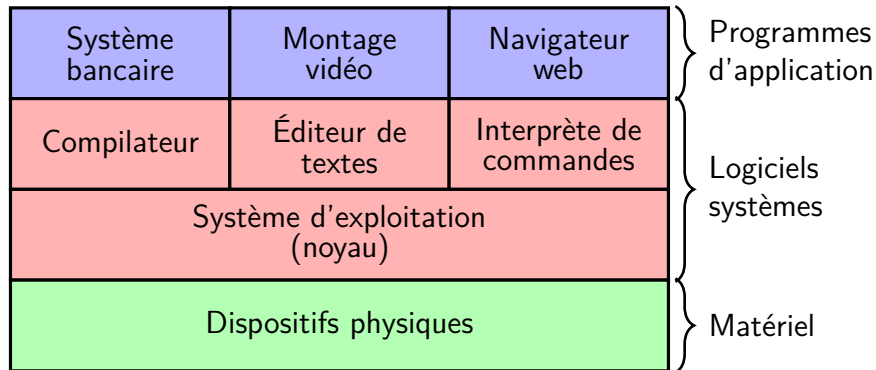 Système
bancaire
Montage
vidéo
Navigateur
web
Programmes
d'application
Compilateur
Éditeur de
textes
Interprète de
commandes
Logiciels
systèmes
Système d'exploitation
(noyau)
Dispositifs physiques
Matériel